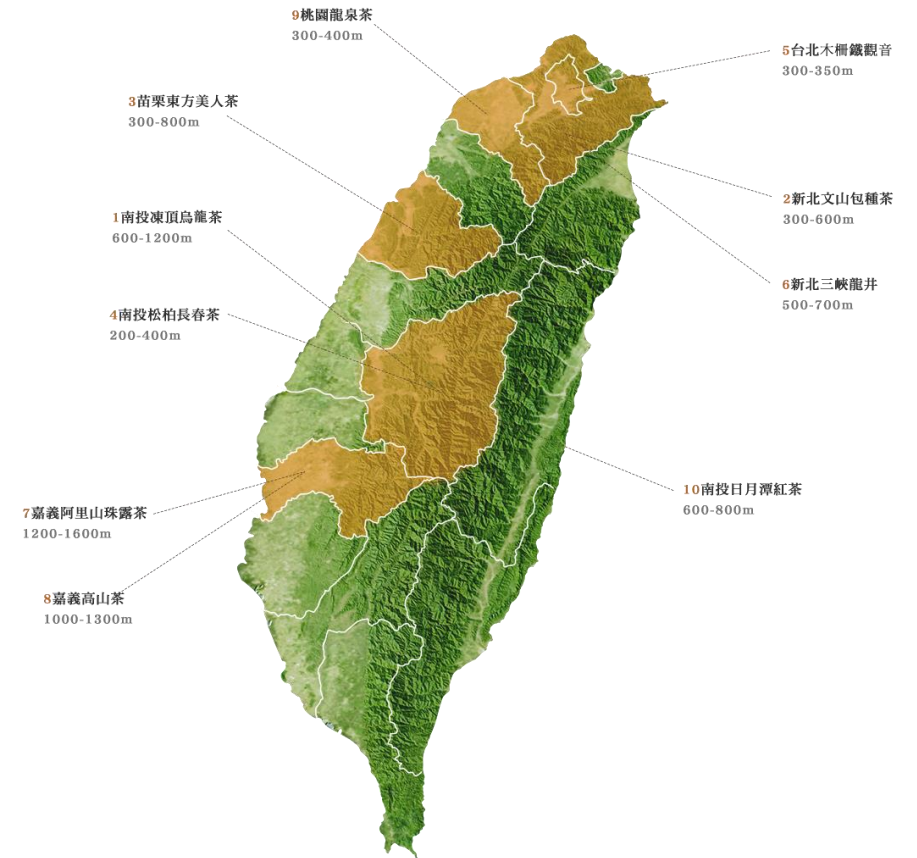 9桃園龍泉茶
300-400m
5台北木柵鐵觀音
300-350m
3苗栗東方美人茶
300-800m
2新北文山包種茶
300-600m
1南投凍頂烏龍茶
600-1200m
6新北三峽龍井
500-700m
4南投松柏長春茶
200-400m
10南投日月潭紅茶
600-800m
7嘉義阿里山珠露茶
1200-1600m
8嘉義高山茶
1000-1300m